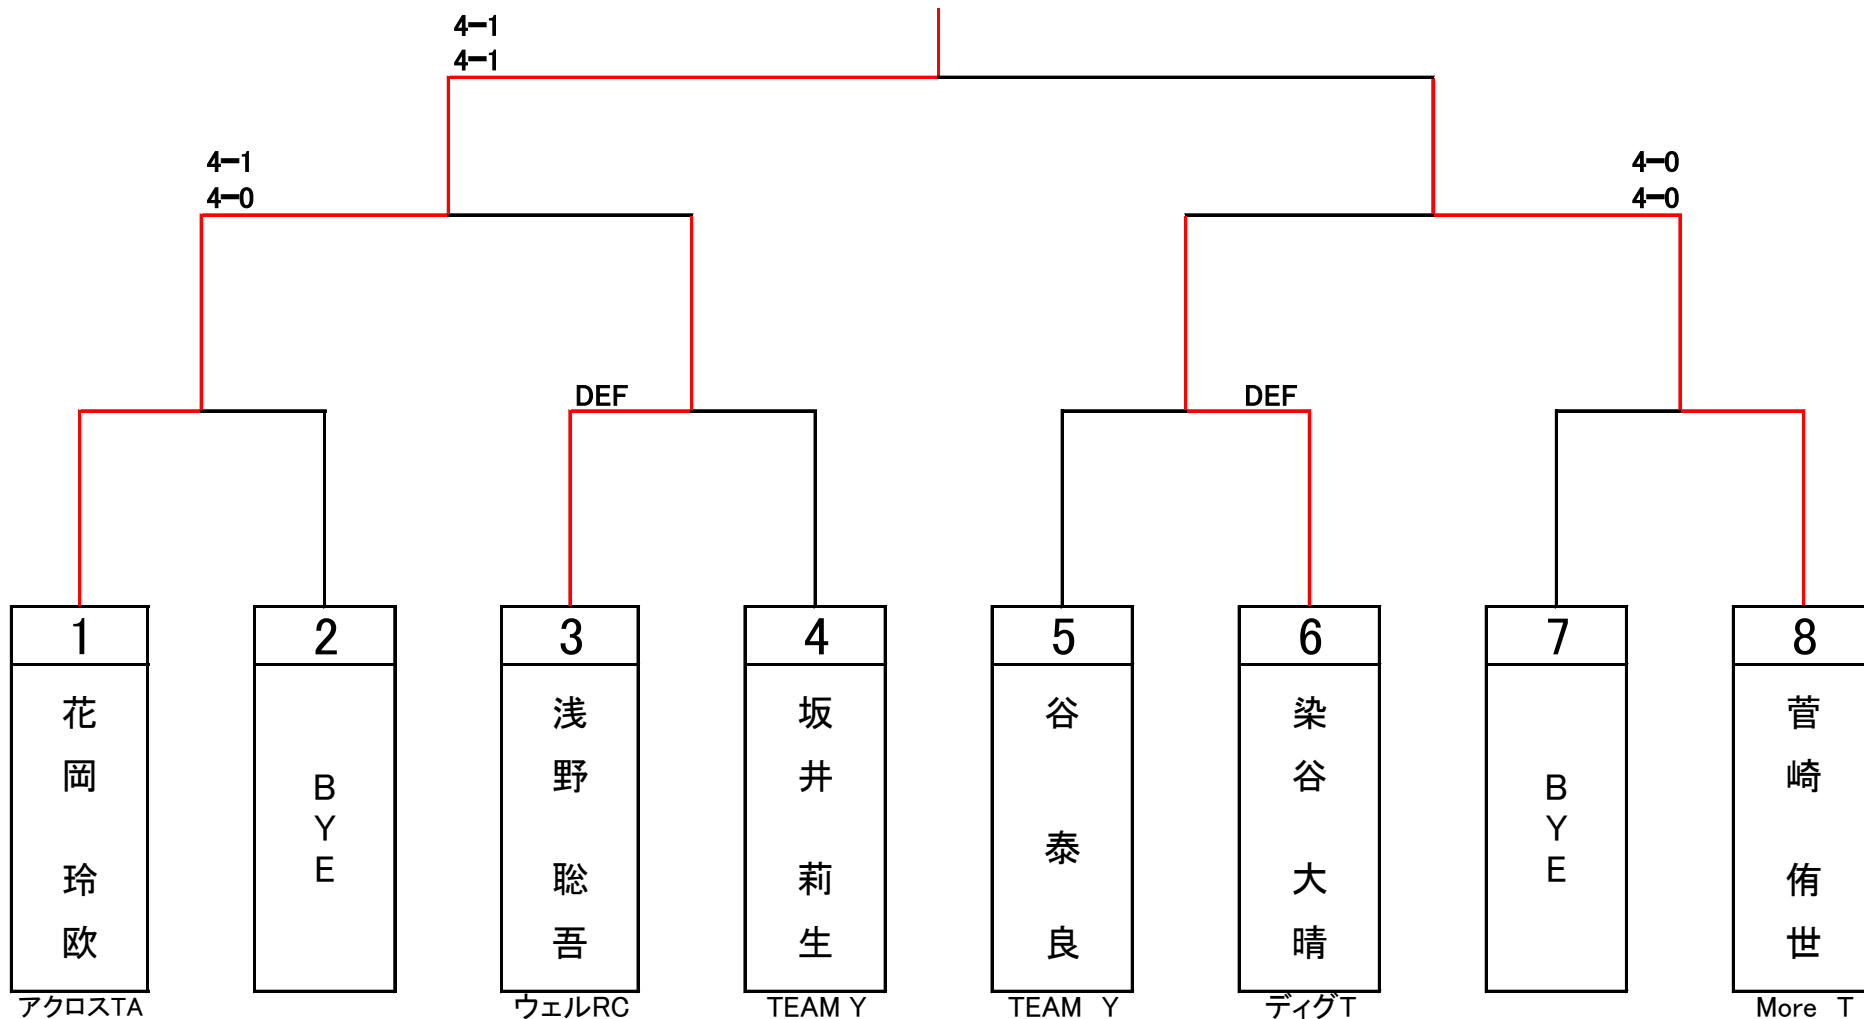 4-1
4-1
4-1
4-0
4-0
4-0
DEF
DEF
1
2
3
4
5
6
7
8
花岡 玲欧
BYE
浅野 聡吾
坂井 莉生
谷 泰良
染谷 大晴
BYE
菅崎 侑世
アクロスTA
ウェルRC
TEAM Y
TEAM Y
ディグT
More T